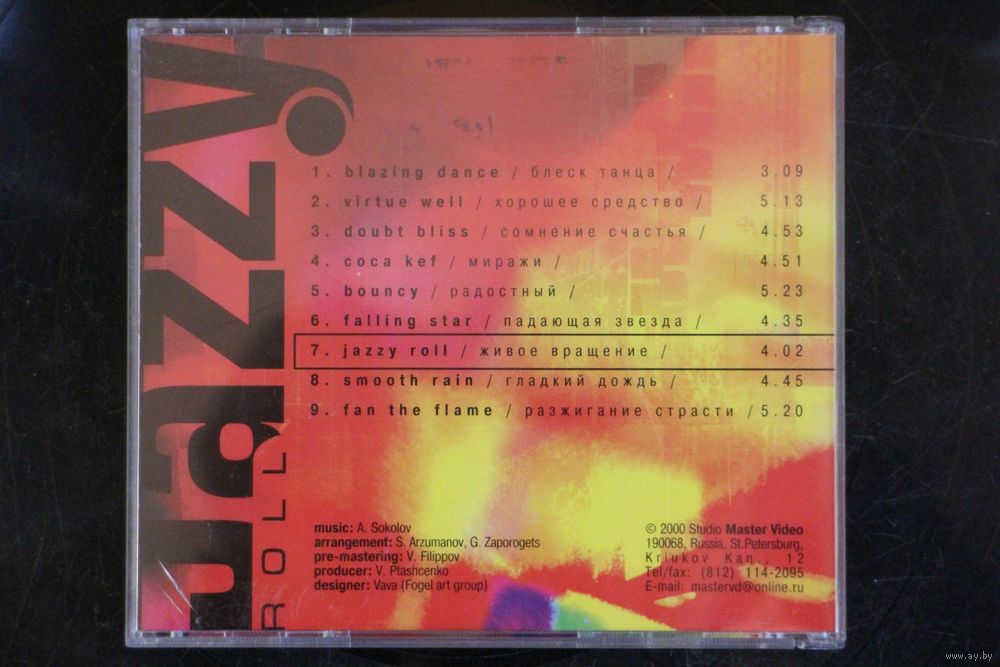 jazzy
ROLL
1. blazing dance / блеск танца / 3.09
2. virtue well / хорошее средство / 5.13
3. doubt bliss / сомнение счастья / 4.53
4. coca kef / миражи / 4.51
5. bouncy / радостный / 5.23
6. falling star / падающая звезда / 4.35
7. jazzy roll / живое вращение / 4.02
8. smooth rain / гладкий дождь / 4.45
9. fan the flame / разжигание страсти / 5.20
music: A. Sokolov
arrangement: S. Arzumanov, G. Zaporogets
pre-mastering: V. Filippov
producer: V. Ptashcenko
designer: Vava (Fogel art group)
© 2000 Studio Master Video
190068, Russia, St.Petersburg,
Kriukov Kan., 12
Tel/fax: (812) 114-2095
E-mail: mastervd@online.ru
www.ay.by